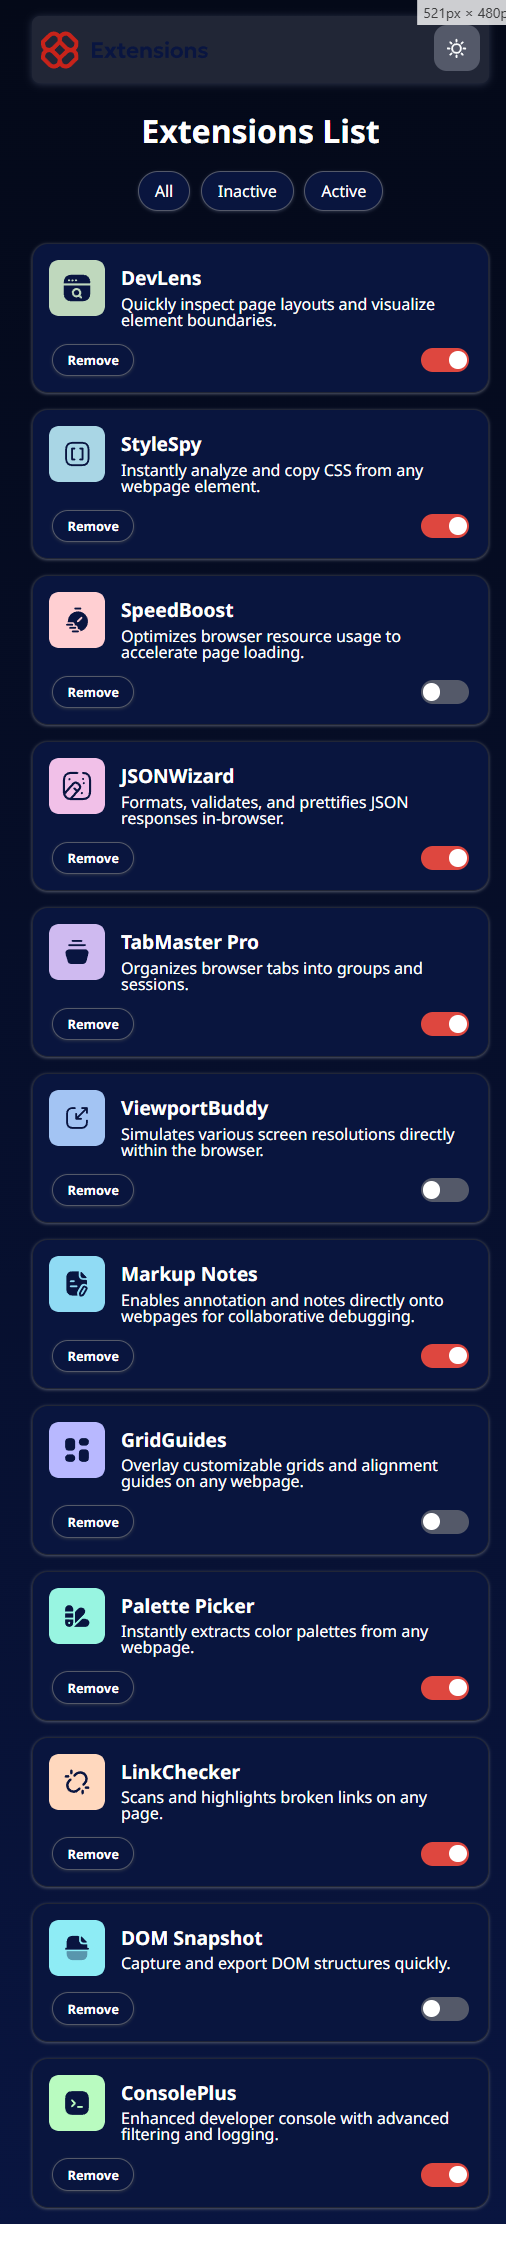 521px × 480p
Extensions
Extensions List
All Inactive Active
DevLens
Quickly inspect page layouts and visualize
element boundaries.
Remove
StyleSpy
Instantly analyze and copy CSS from any
webpage element.
Remove
SpeedBoost
Optimizes browser resource usage to
accelerate page loading.
Remove
JSONWizard
Formats, validates, and prettifies JSON
responses in-browser.
Remove
TabMaster Pro
Organizes browser tabs into groups and
sessions.
Remove
ViewportBuddy
Simulates various screen resolutions directly
within the browser.
Remove
Markup Notes
Enables annotation and notes directly onto
webpages for collaborative debugging.
Remove
GridGuides
Overlay customizable grids and alignment
guides on any webpage.
Remove
Palette Picker
Instantly extracts color palettes from any
webpage.
Remove
LinkChecker
Scans and highlights broken links on any
page.
Remove
DOM Snapshot
Capture and export DOM structures quickly.
Remove
ConsolePlus
Enhanced developer console with advanced
filtering and logging.
Remove